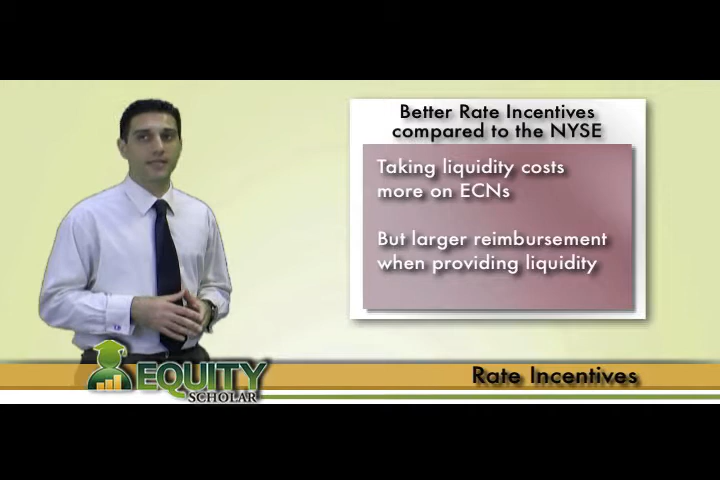 Better Rate Incentives
compared to the NYSE
Taking liquidity costs
more on ECNs
But larger reimbursement
when providing liquidity
EQUITY
SCHOLAR
Rate Incentives